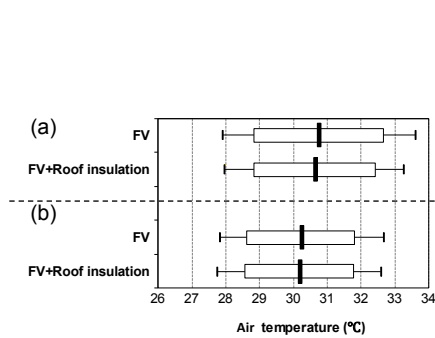 (a)
FV
FV+Roof insulation
(b)
FV
FV+Roof insulation
26 27 28 29 30 31 32 33 34
Air temperature (℃)